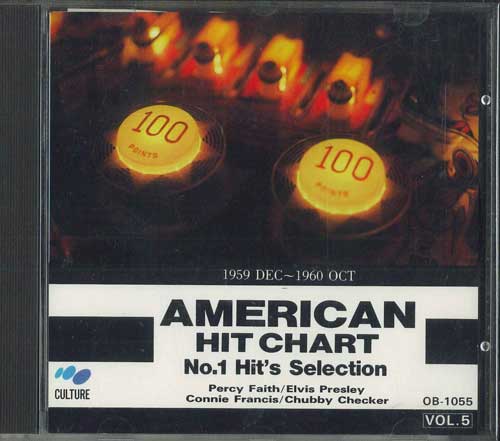 100
POINTS
100
POINTS
1959 DEC~1960 OCT
AMERICAN
HIT CHART
No.1 Hit's Selection
Percy Faith/Elvis Presley
Connie Francis/Chubby Checker
CULTURE
OB-1055
VOL.5